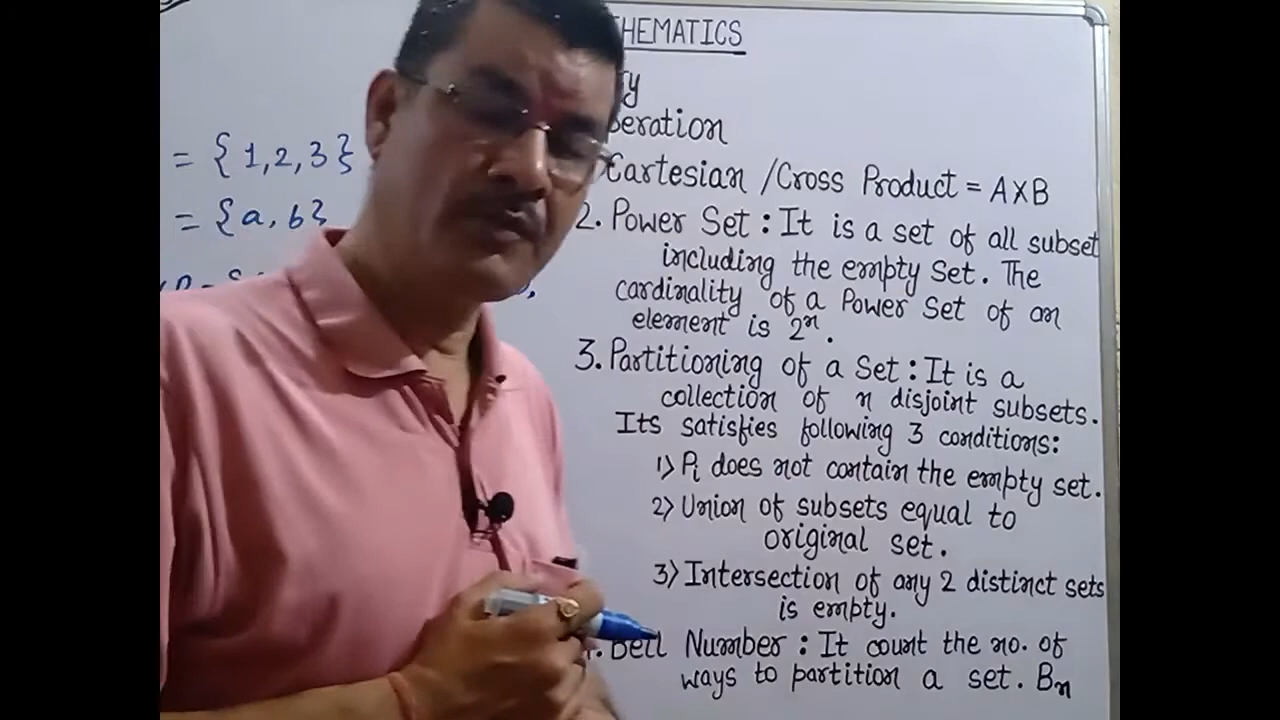 HEMATICS
ry
peration
= {1,2,3}
Cartesian /Cross Product = A×B
= {a, b}
2. Power Set : It is a set of all subset
including the empty Set. The
cardinality of a Power Set of an
element is 2ⁿ.
3. Partitioning of a Set : It is a
collection of n disjoint subsets.
Its satisfies following 3 conditions:
1) Pᵢ does not contain the empty set.
2) Union of subsets equal to
original set.
3) Intersection of any 2 distinct sets
is empty.
Bell Number : It count the no. of
ways to partition a set. Bₙ